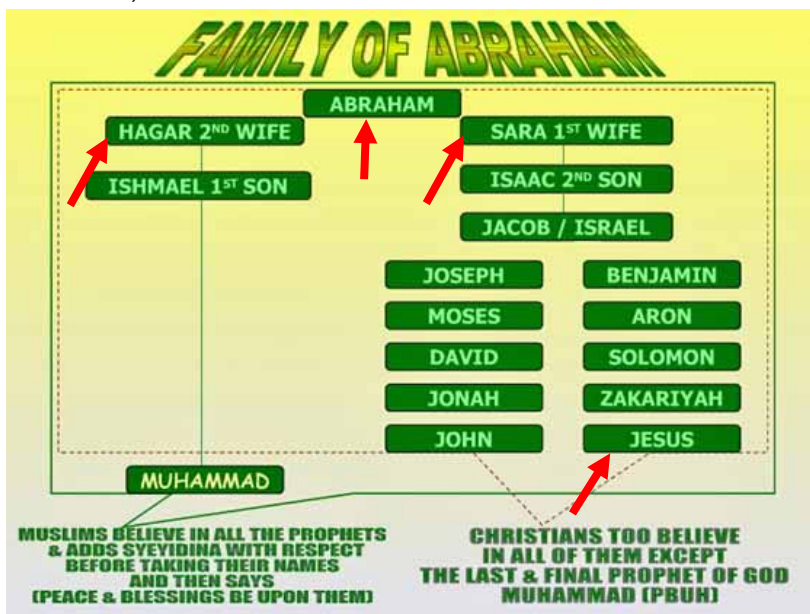 FAMILY OF ABRAHAM
ABRAHAM
HAGAR 2ND WIFE
SARA 1ST WIFE
ISHMAEL 1ST SON
ISAAC 2ND SON
JACOB / ISRAEL
JOSEPH
BENJAMIN
MOSES
ARON
DAVID
SOLOMON
JONAH
ZAKARIYAH
JOHN
JESUS
MUHAMMAD
MUSLIMS BELIEVE IN ALL THE PROPHETS
& ADDS SYEYIDINA WITH RESPECT
BEFORE TAKING THEIR NAMES
AND THEN SAYS
(PEACE & BLESSINGS BE UPON THEM)
CHRISTIANS TOO BELIEVE
IN ALL OF THEM EXCEPT
THE LAST & FINAL PROPHET OF GOD
MUHAMMAD (PBUH)